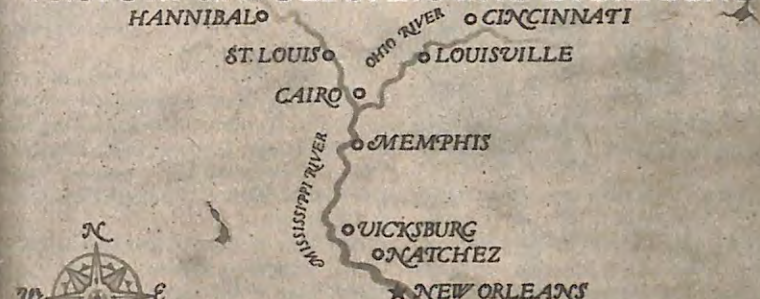 HANNIBAL
CINCINNATI
OHIO RIVER
ST. LOUIS
LOUISVILLE
CAIRO
MEMPHIS
MISSISSIPPI RIVER
VICKSBURG
NATCHEZ
N
E
NEW ORLEANS